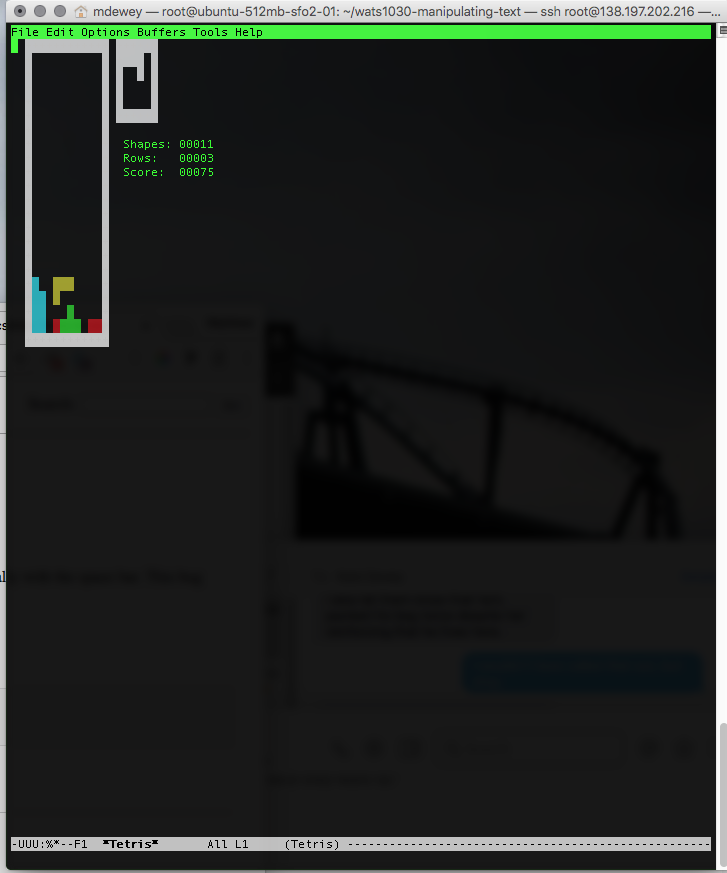 mdewey — root@ubuntu-512mb-sfo2-01: ~/wats1030-manipulating-text — ssh root@138.197.202.216 —...
File Edit Options Buffers Tools Help
Shapes: 00011
Rows: 00003
Score: 00075
-UUU:%*--F1 *Tetris* All L1 (Tetris) ----------------------------------------------------